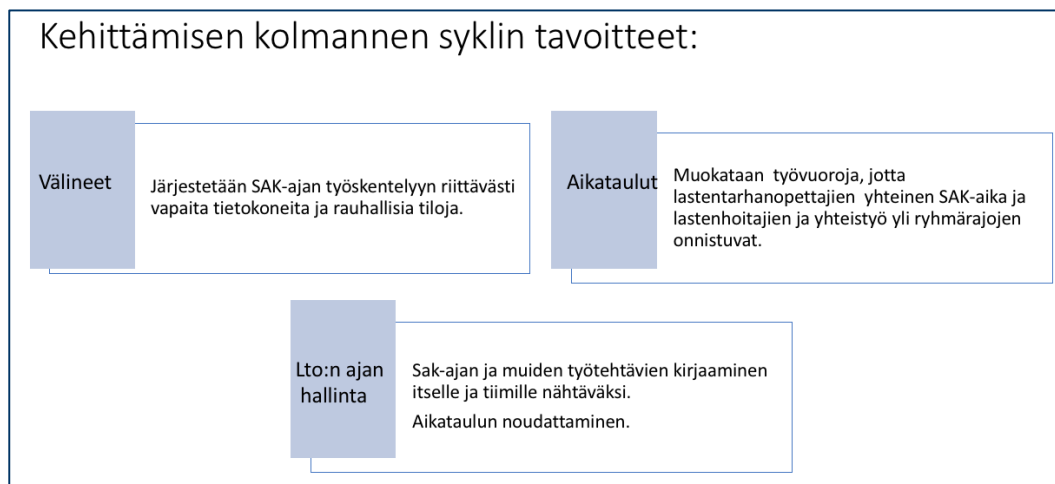 Kehittämisen kolmannen syklin tavoitteet:
Välineet
Järjestetään SAK-ajan työskentelyyn riittävästi
vapaita tietokoneita ja rauhallisia tiloja.
Aikataulut
Muokataan työvuoroja, jotta
lastentarhanopettajien yhteinen SAK-aika ja
lastenhoitajien ja yhteistyö yli ryhmärajojen
onnistuvat.
Lto:n ajan
hallinta
Sak-ajan ja muiden työtehtävien kirjaaminen
itselle ja tiimille nähtäväksi.
Aikataulun noudattaminen.